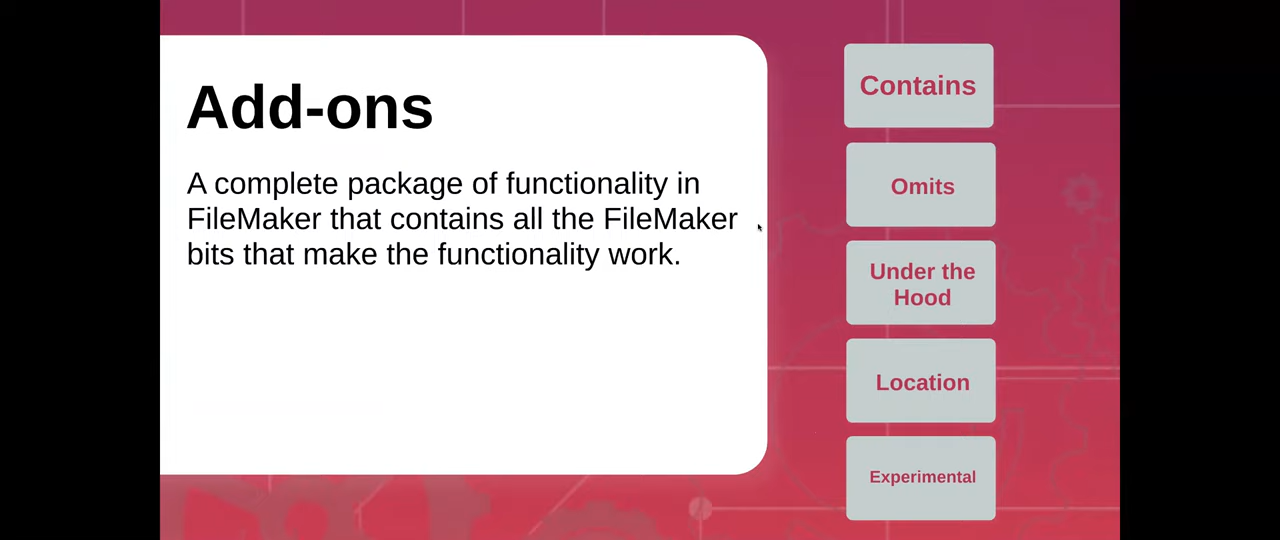 Add-ons
A complete package of functionality in
FileMaker that contains all the FileMaker
bits that make the functionality work.
Contains
Omits
Under the
Hood
Location
Experimental